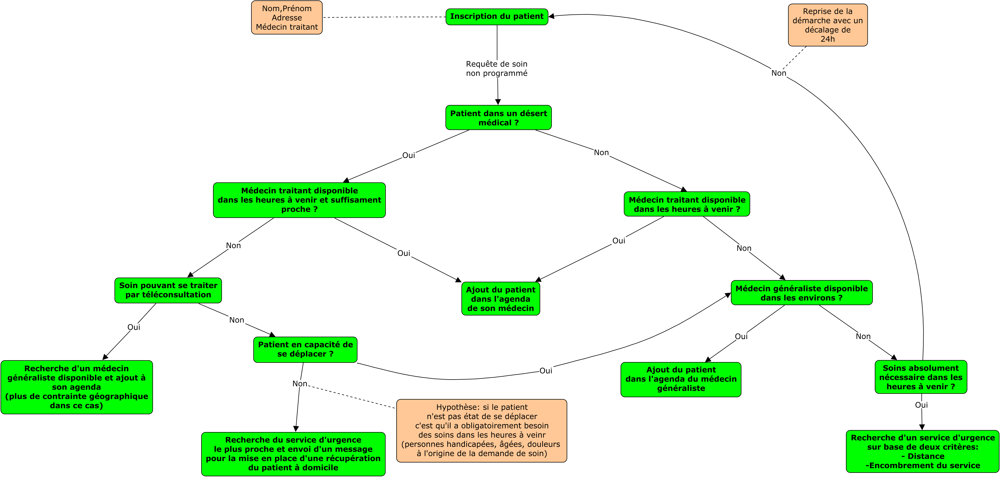 Nom,Prénom
Adresse
Médecin traitant
Inscription du patient
Reprise de la
démarche avec un
décalage de
24h
Requête de soin
non programmé
Non
Patient dans un désert
médical ?
Oui
Non
Médecin traitant disponible
dans les heures à venir et suffisament
proche ?
Médecin traitant disponible
dans les heures à venir ?
Non
Oui
Oui
Non
Soin pouvant se traiter
par téléconsultation
Ajout du patient
dans l'agenda
de son médecin
Médecin généraliste disponible
dans les environs ?
Oui
Non
Oui
Non
Patient en capacité de
se déplacer ?
Recherche d'un médecin
généraliste disponible et ajout à
son agenda
(plus de contrainte géographique
dans ce cas)
Non
Oui
Ajout du patient
dans l'agenda du médecin
généraliste
Soins absolument
nécessaire dans les
heures à venir ?
Oui
Hypothèse: si le patient
n'est pas état de se déplacer
c'est qu'il a obligatoirement besoin
des soins dans les heures à veinr
(personnes handicapées, âgées, douleurs
à l'origine de la demande de soin)
Recherche du service d'urgence
le plus proche et envoi d'un message
pour la mise en place d'une récupération
du patient à domicile
Recherche d'un service d'urgence
sur base de deux critères:
- Distance
-Encombrement du service